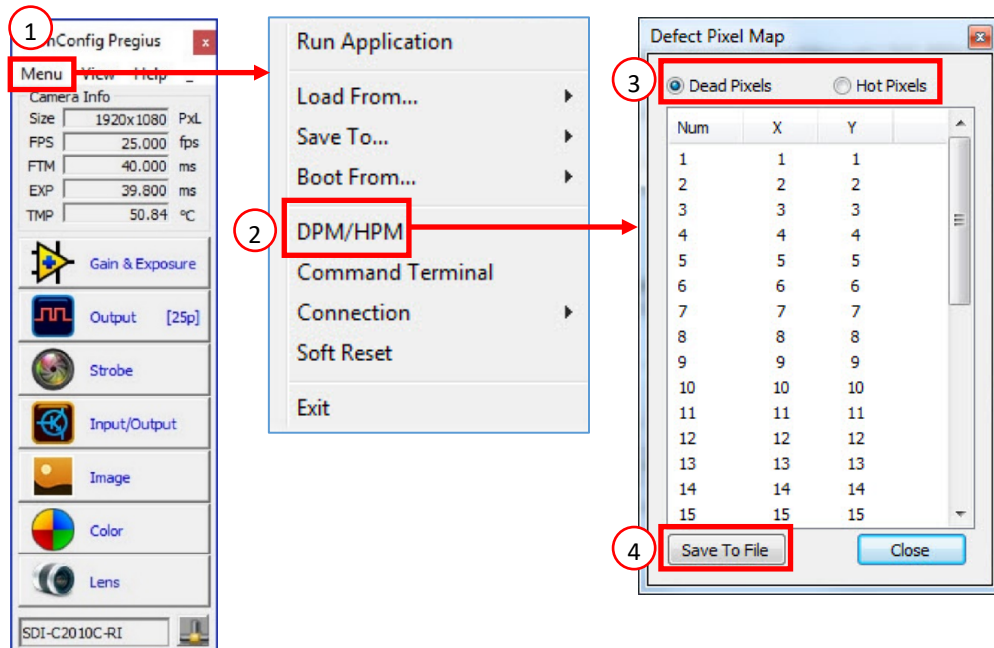 1
nConfig Pregius x
Menu View Help _
Camera Info
Size 1920x1080 PxL
FPS 25.000 fps
FTM 40.000 ms
EXP 39.800 ms
TMP 50.84 °C
Gain & Exposure
Output [25p]
Strobe
Input/Output
Image
Color
Lens
SDI-C2010C-RI
Run Application
Load From...
Save To...
Boot From...
2
DPM/HPM
Command Terminal
Connection
Soft Reset
Exit
Defect Pixel Map x
3
Dead Pixels Hot Pixels
Num X Y
1 1 1
2 2 2
3 3 3
4 4 4
5 5 5
6 6 6
7 7 7
8 8 8
9 9 9
10 10 10
11 11 11
12 12 12
13 13 13
14 14 14
15 15 15
4
Save To File Close